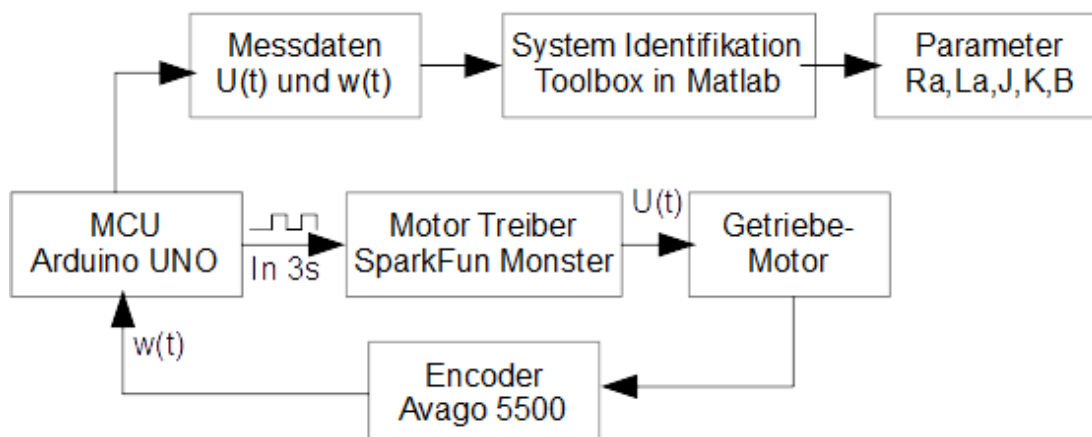 Messdaten
U(t) und w(t)
System Identifikation
Toolbox in Matlab
Parameter
Ra,La,J,K,B
MCU
Arduino UNO
In 3s
Motor Treiber
SparkFun Monster
U(t)
Getriebe-
Motor
w(t)
Encoder
Avago 5500